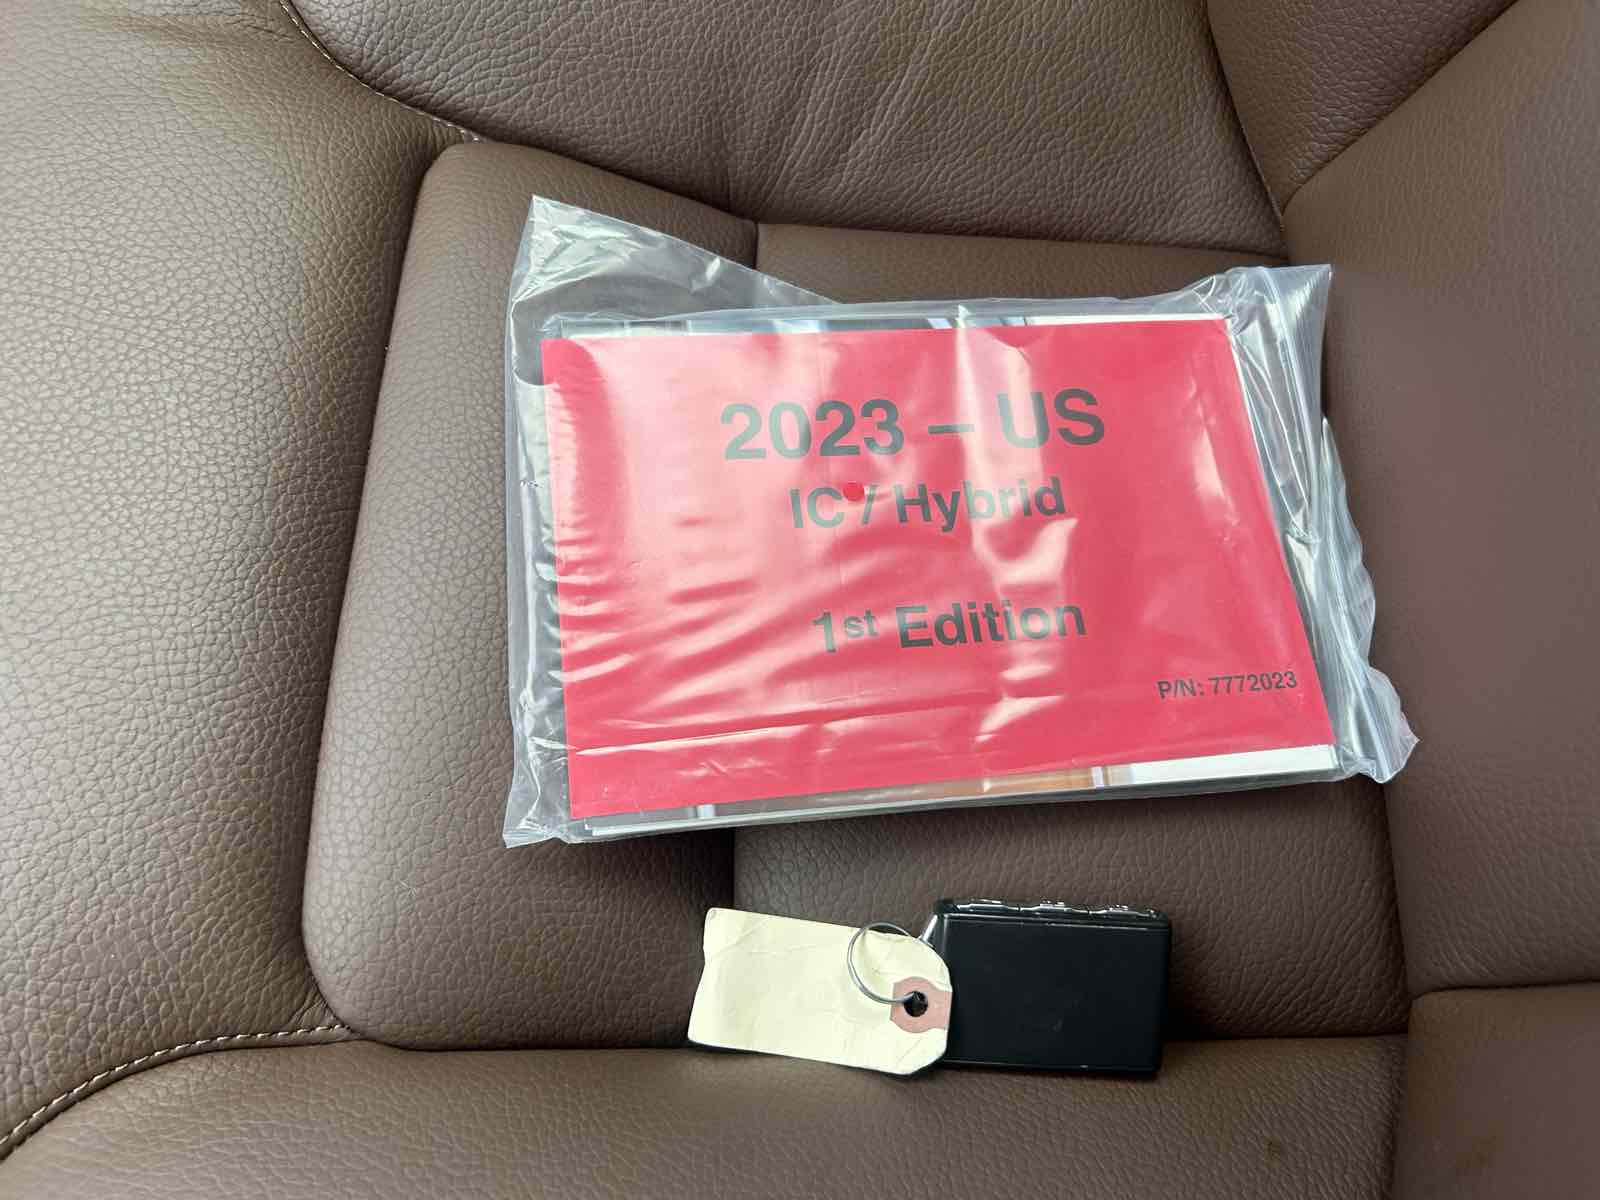 2023 – US
IC / Hybrid
1st Edition
P/N: 7772023